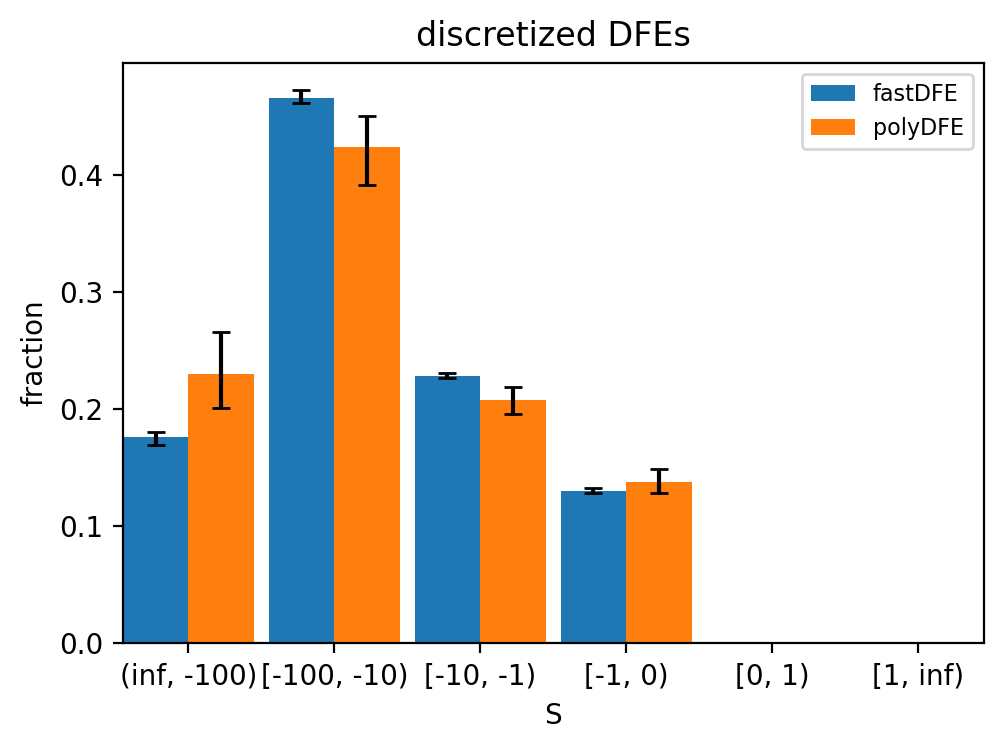 discretized DFEs
fastDFE
polyDFE
fraction
0.4
0.3
0.2
0.1
0.0
(inf, -100) [-100, -10) [-10, -1) [-1, 0) [0, 1) [1, inf)
S